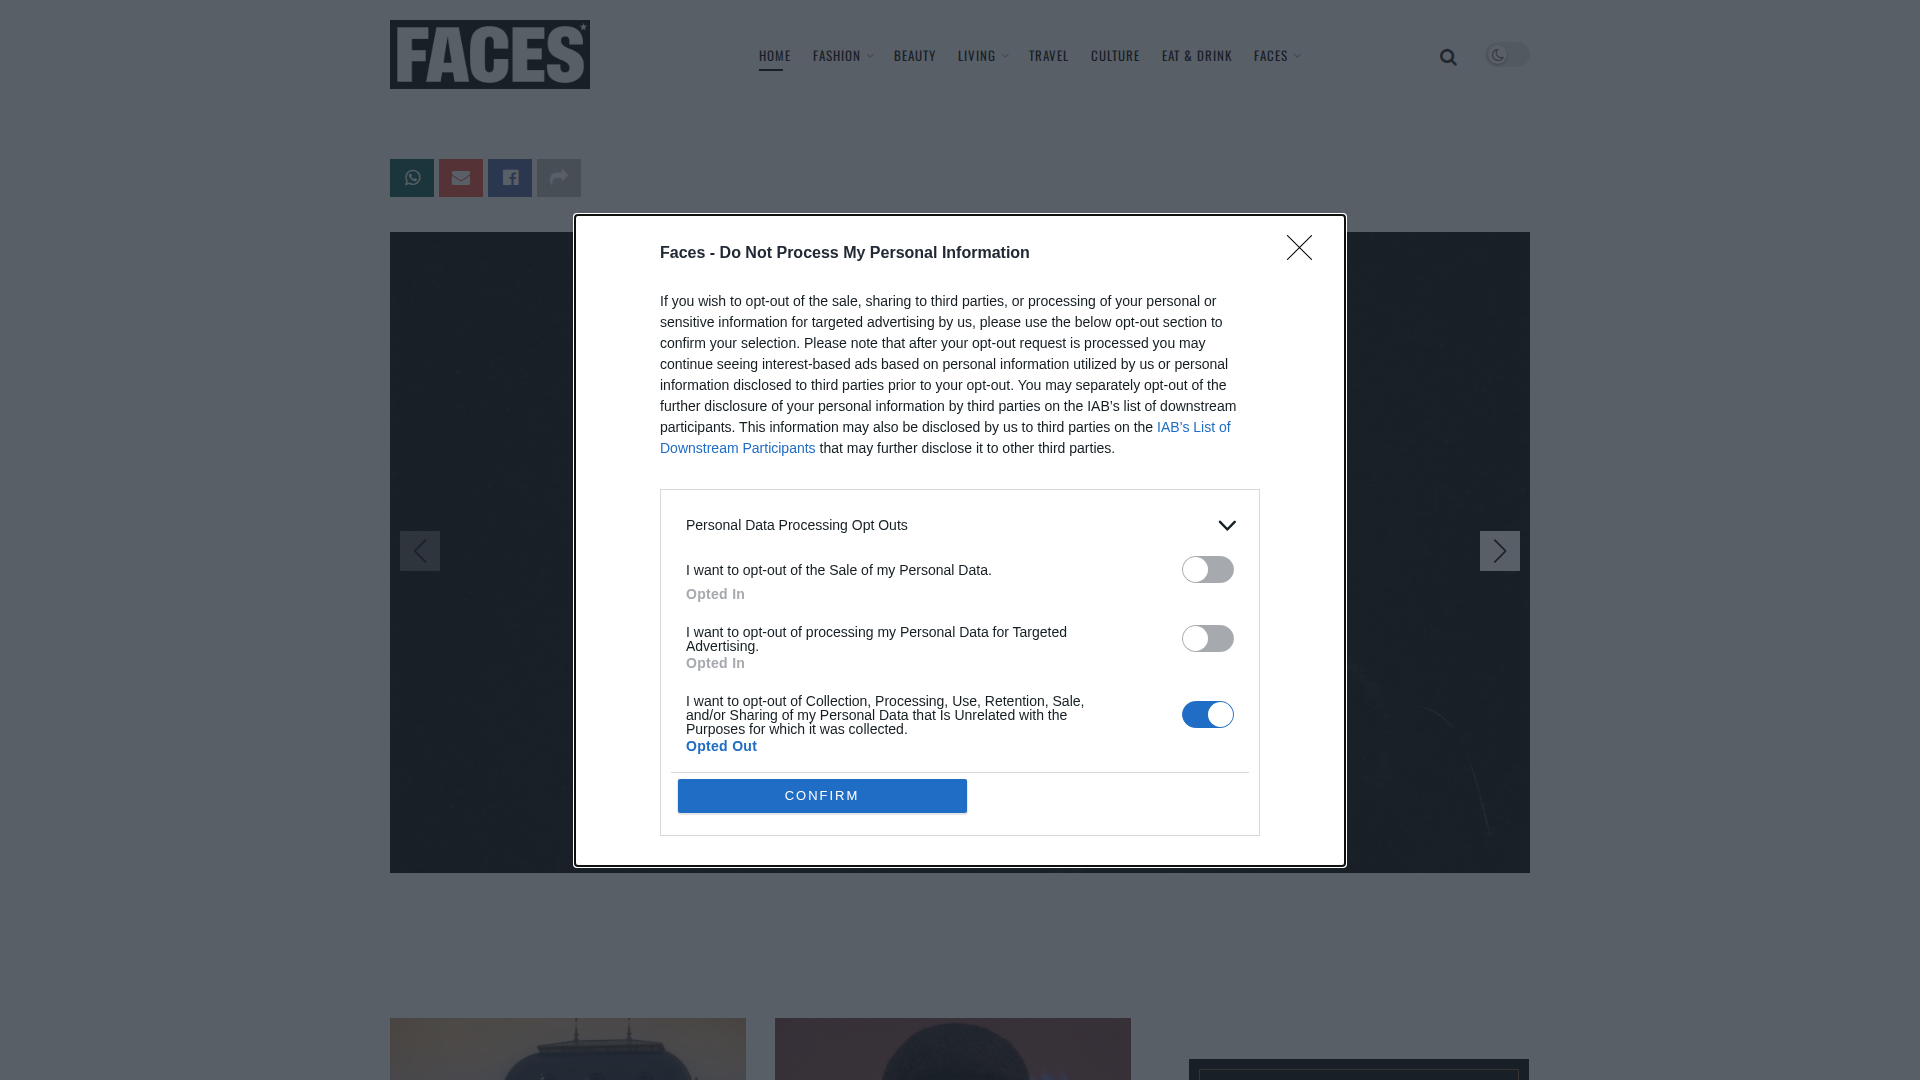 FACES
HOME
FASHION
BEAUTY
LIVING
TRAVEL
CULTURE
EAT & DRINK
FACES
Faces - Do Not Process My Personal Information
If you wish to opt-out of the sale, sharing to third parties, or processing of your personal or
sensitive information for targeted advertising by us, please use the below opt-out section to
confirm your selection. Please note that after your opt-out request is processed you may
continue seeing interest-based ads based on personal information utilized by us or personal
information disclosed to third parties prior to your opt-out. You may separately opt-out of the
further disclosure of your personal information by third parties on the IAB's list of downstream
participants. This information may also be disclosed by us to third parties on the IAB's List of
Downstream Participants that may further disclose it to other third parties.
Personal Data Processing Opt Outs
I want to opt-out of the Sale of my Personal Data.
Opted In
I want to opt-out of processing my Personal Data for Targeted
Advertising.
Opted In
I want to opt-out of Collection, Processing, Use, Retention, Sale,
and/or Sharing of my Personal Data that Is Unrelated with the
Purposes for which it was collected.
Opted Out
CONFIRM